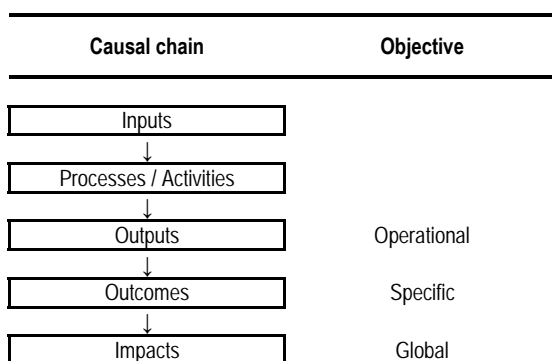 Causal chain Objective
Inputs
↓
Processes / Activities
↓
Outputs Operational
↓
Outcomes Specific
↓
Impacts Global